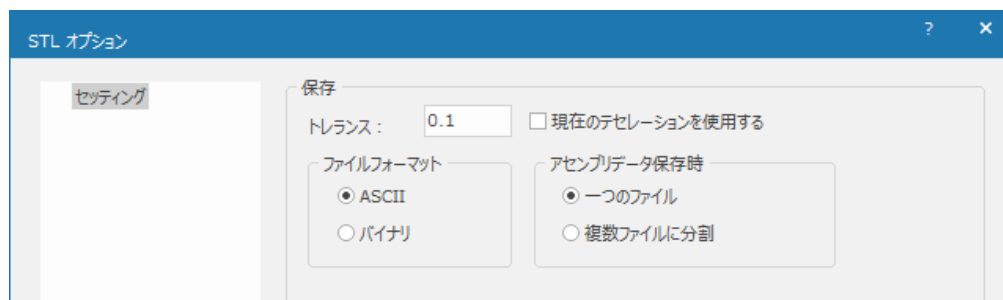 STL オプション
? ×
セッティング
保存
トレランス : 0.1 現在のテセレーションを使用する
ファイルフォーマット アセンブリデータ保存時
ASCII 一つのファイル
バイナリ 複数ファイルに分割